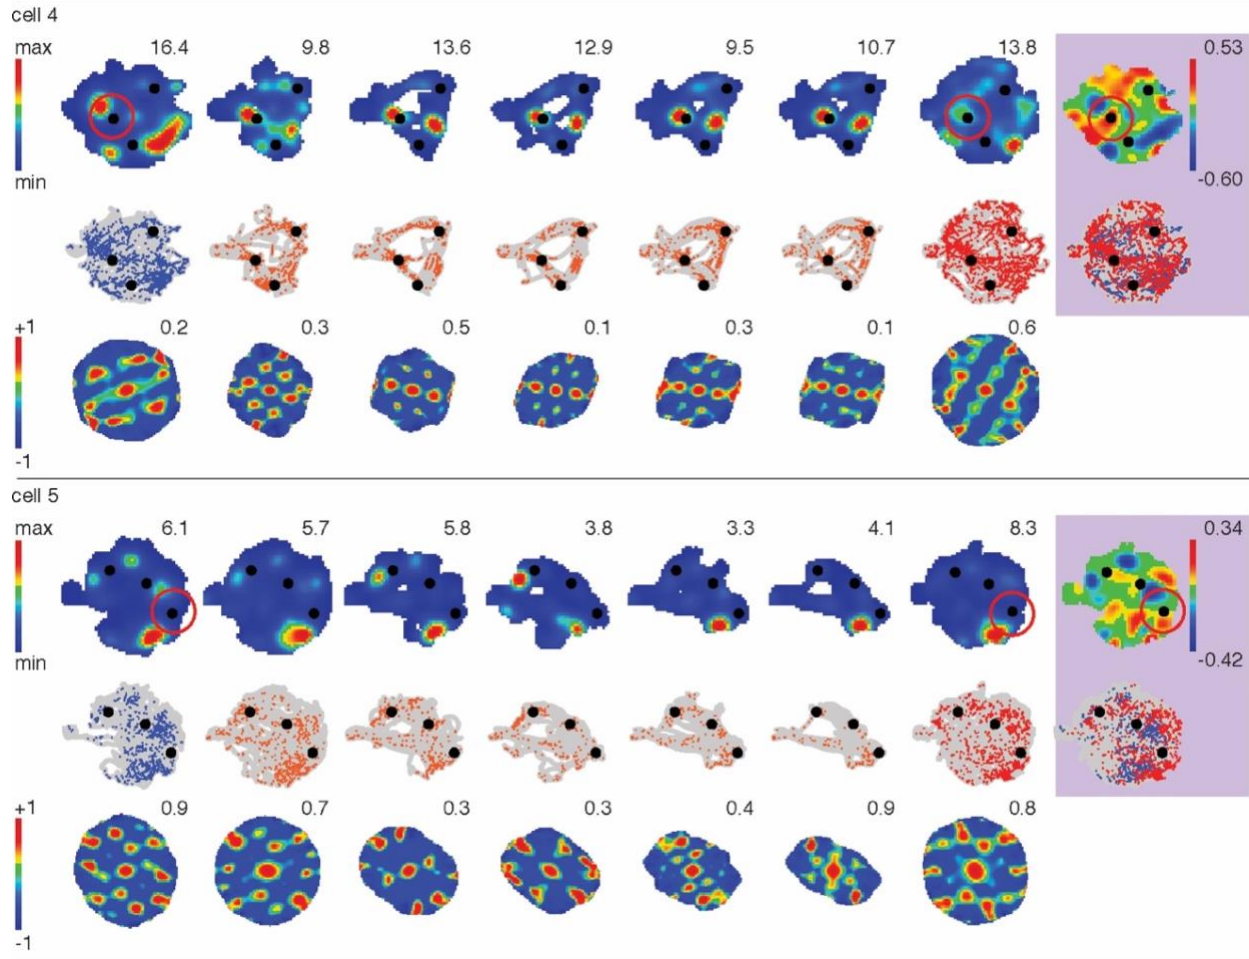 cell 4
max 16.4 9.8 13.6 12.9 9.5 10.7 13.8 0.53
min -0.60
+1 0.2 0.3 0.5 0.1 0.3 0.1 0.6
-1
cell 5
max 6.1 5.7 5.8 3.8 3.3 4.1 8.3 0.34
min -0.42
+1 0.9 0.7 0.3 0.3 0.4 0.9 0.8
-1